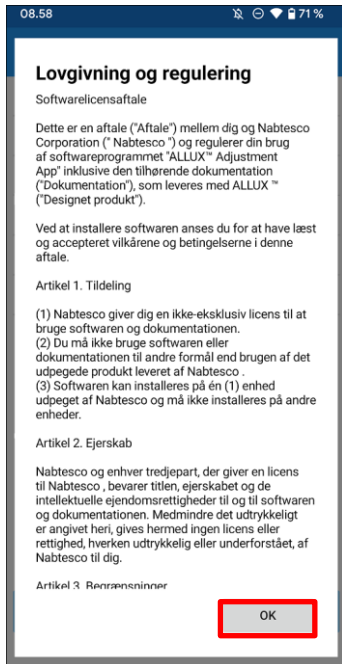 08.58
71 %
Lovgivning og regulering
Softwarelicensaftale
Dette er en aftale ("Aftale") mellem dig og Nabtesco
Corporation (" Nabtesco ") og regulerer din brug
af softwareprogrammet "ALLUX™ Adjustment
App" inklusive den tilhørende dokumentation
("Dokumentation"), som leveres med ALLUX ™
("Designet produkt").
Ved at installere softwaren anses du for at have læst
og accepteret vilkårene og betingelserne i denne
aftale.
Artikel 1. Tildeling
(1) Nabtesco giver dig en ikke-eksklusiv licens til at
bruge softwaren og dokumentationen.
(2) Du må ikke bruge softwaren eller
dokumentationen til andre formål end brugen af det
udpegede produkt leveret af Nabtesco .
(3) Softwaren kan installeres på én (1) enhed
udpeget af Nabtesco og må ikke installeres på andre
enheder.
Artikel 2. Ejerskab
Nabtesco og enhver tredjepart, der giver en licens
til Nabtesco , bevarer titlen, ejerskabet og de
intellektuelle ejendomsrettigheder til og til softwaren
og dokumentationen. Medmindre det udtrykkeligt
er angivet heri, gives hermed ingen licens eller
rettighed, hverken udtrykkelig eller underforstået, af
Nabtesco til dig.
Artikel 3. Begrænsninger
OK